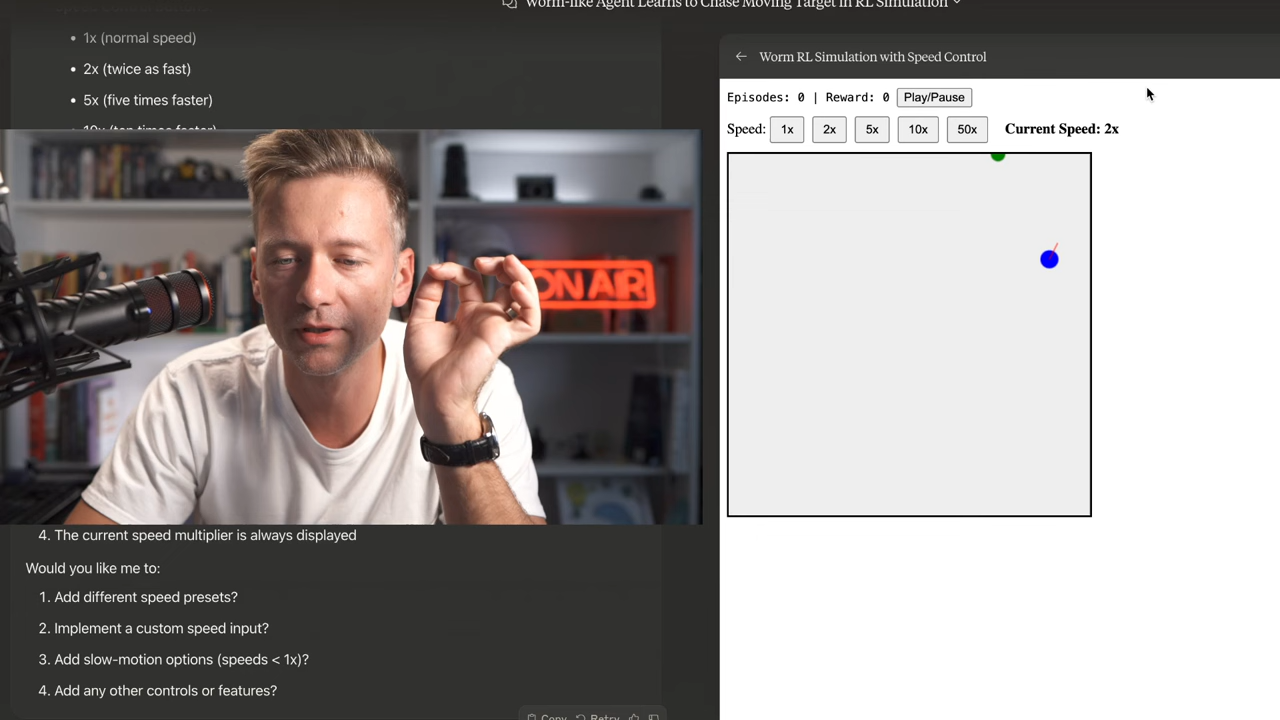 Worm-like Agent Learns to Chase Moving Target in RL Simulation
1x (normal speed)
2x (twice as fast)
5x (five times faster)
10x (ten times faster)
Worm RL Simulation with Speed Control
Episodes: 0 | Reward: 0 Play/Pause
Speed: 1x 2x 5x 10x 50x Current Speed: 2x
ON AIR
4. The current speed multiplier is always displayed
Would you like me to:
1. Add different speed presets?
2. Implement a custom speed input?
3. Add slow-motion options (speeds < 1x)?
4. Add any other controls or features?
Copy Retry